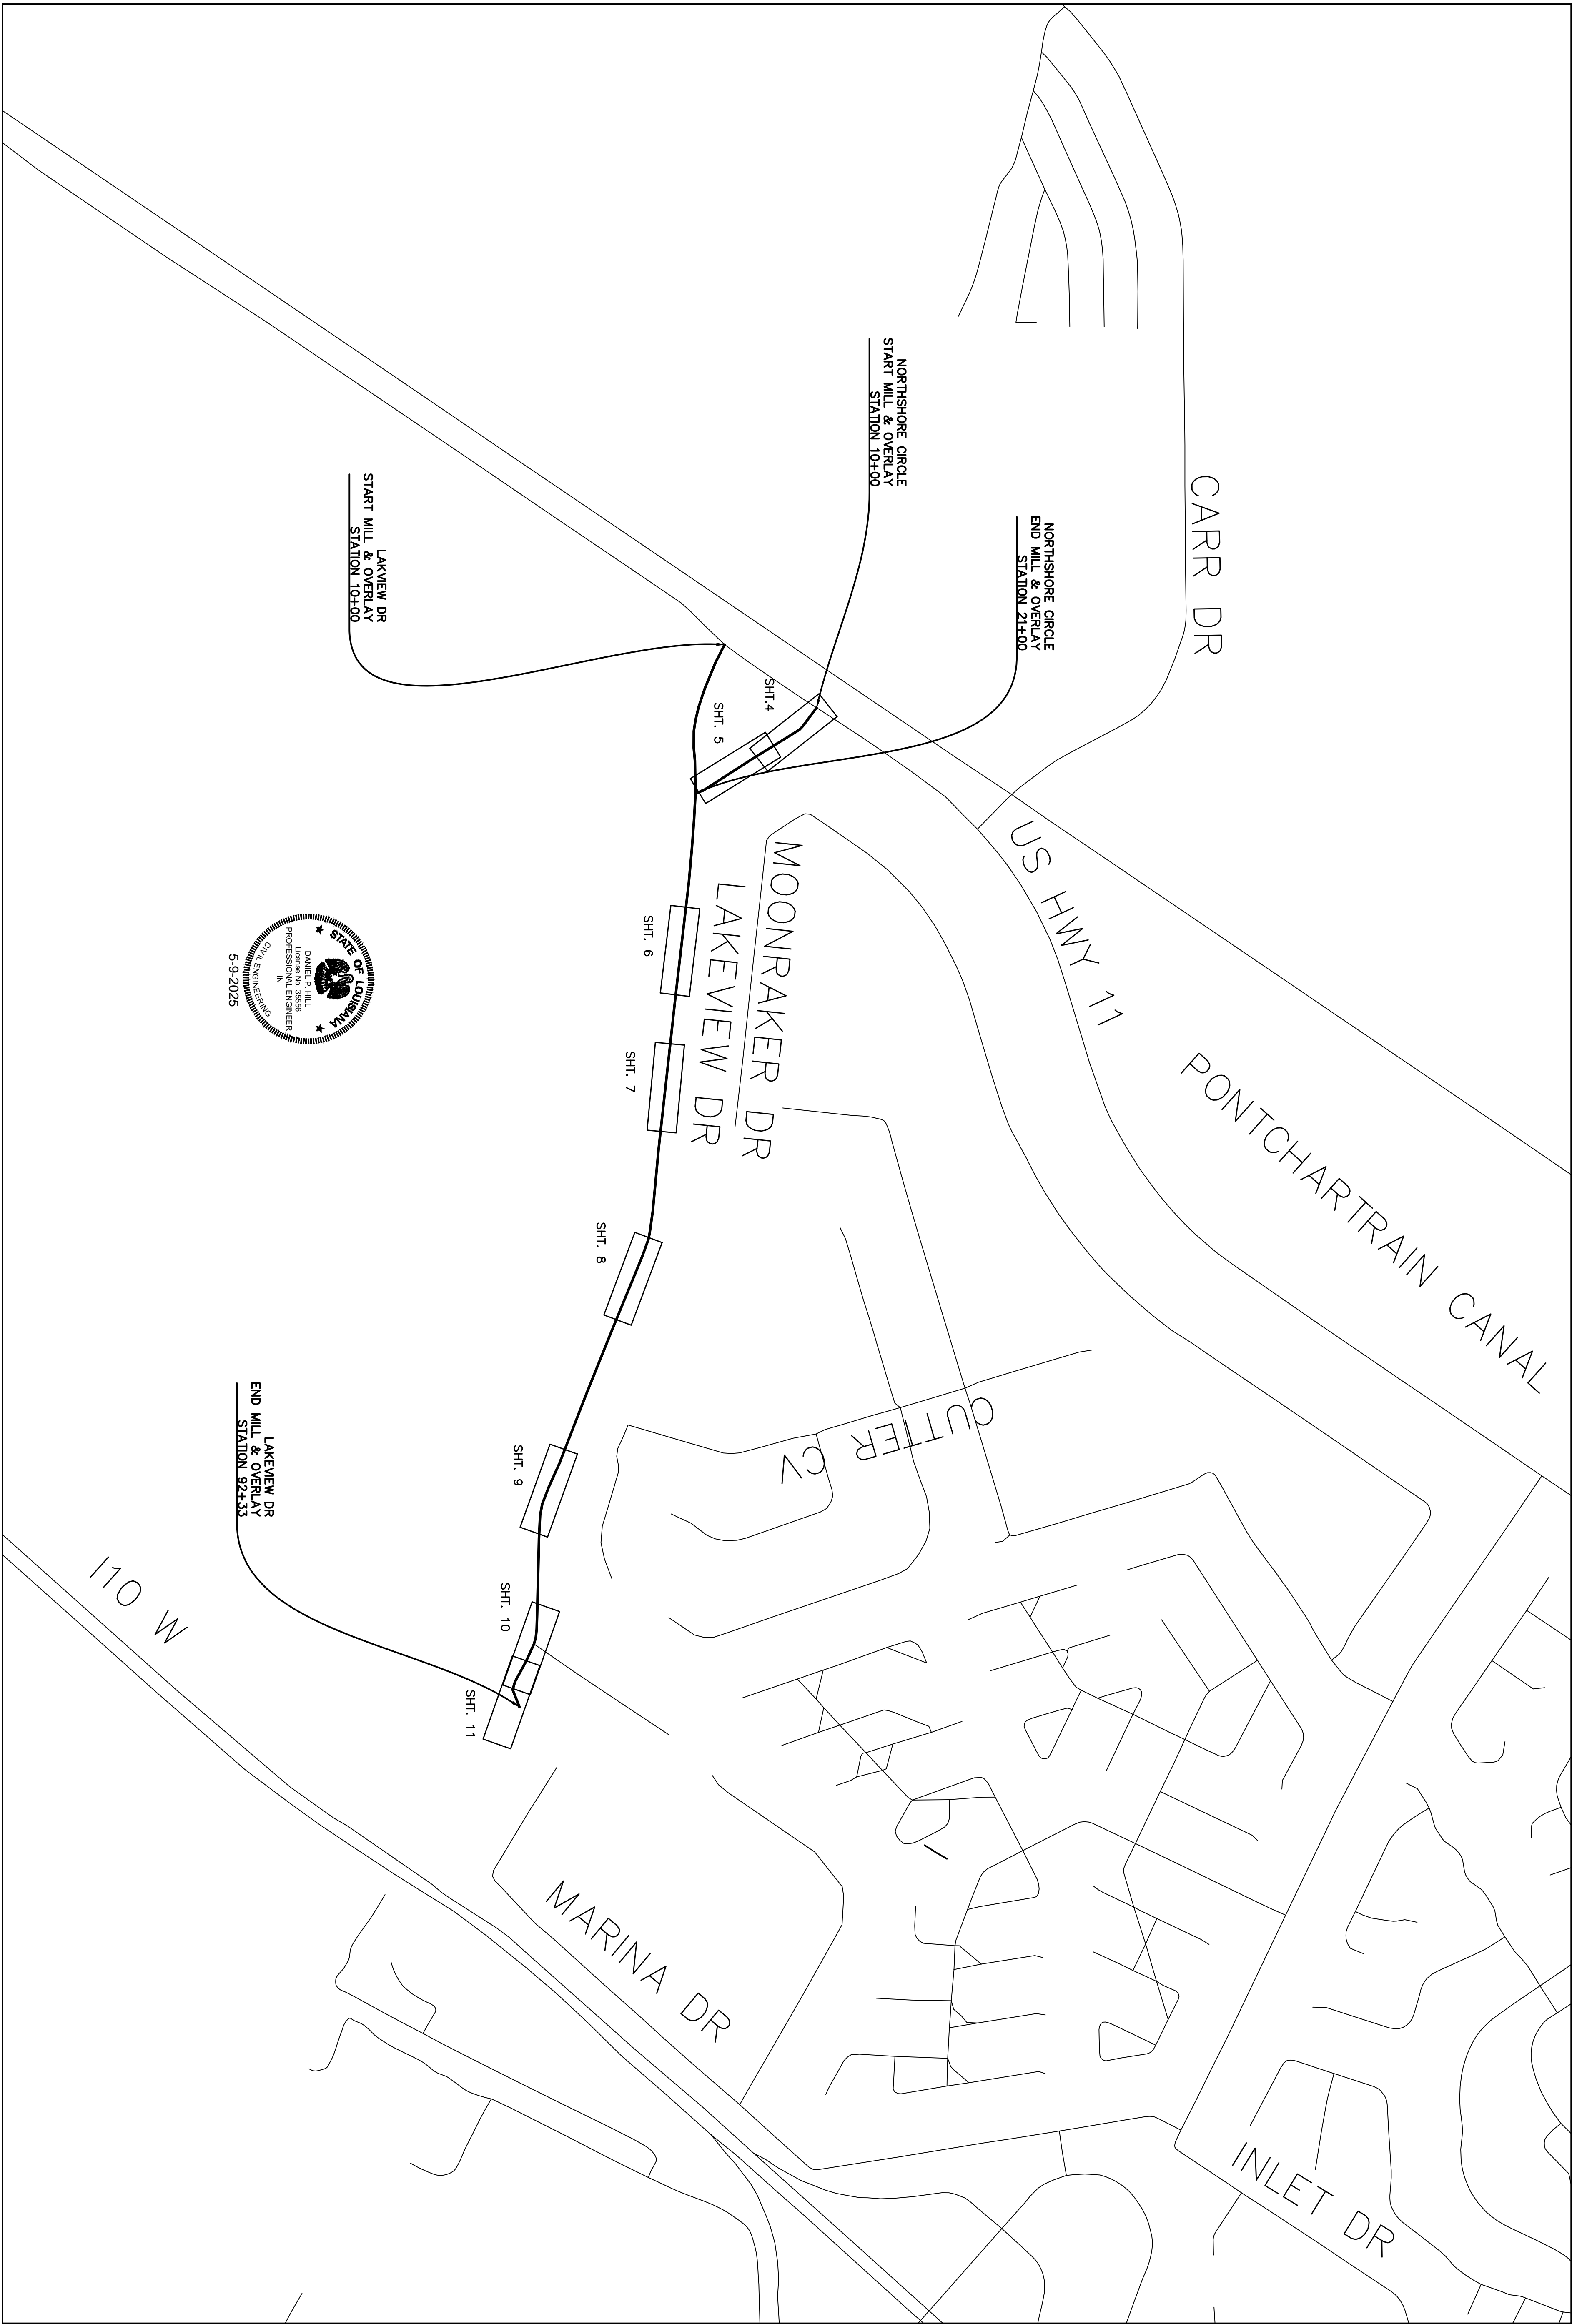 CARR DR
NORTHSHORE CIRCLE
START MILL & OVERLAY
STATION 10+00
NORTHSHORE CIRCLE
END MILL & OVERLAY
STATION 21+00
LAKVIEW DR
START MILL & OVERLAY
STATION 10+00
SHT.4
SHT. 5
US HWY 11
PONTCHARTRAIN CANAL
MOONRAKER DR
LAKEVIEW DR
SHT. 6
SHT. 7
SHT. 8
SHT. 9
SHT. 10
SHT. 11
CUTTER CV
STATE OF LOUISIANA
DANIEL P. HILL
License No. 35556
PROFESSIONAL ENGINEER
IN
CIVIL ENGINEERING
5-9-2025
LAKEVIEW DR
END MILL & OVERLAY
STATION 92+33
I10 W
MARINA DR
INLET DR